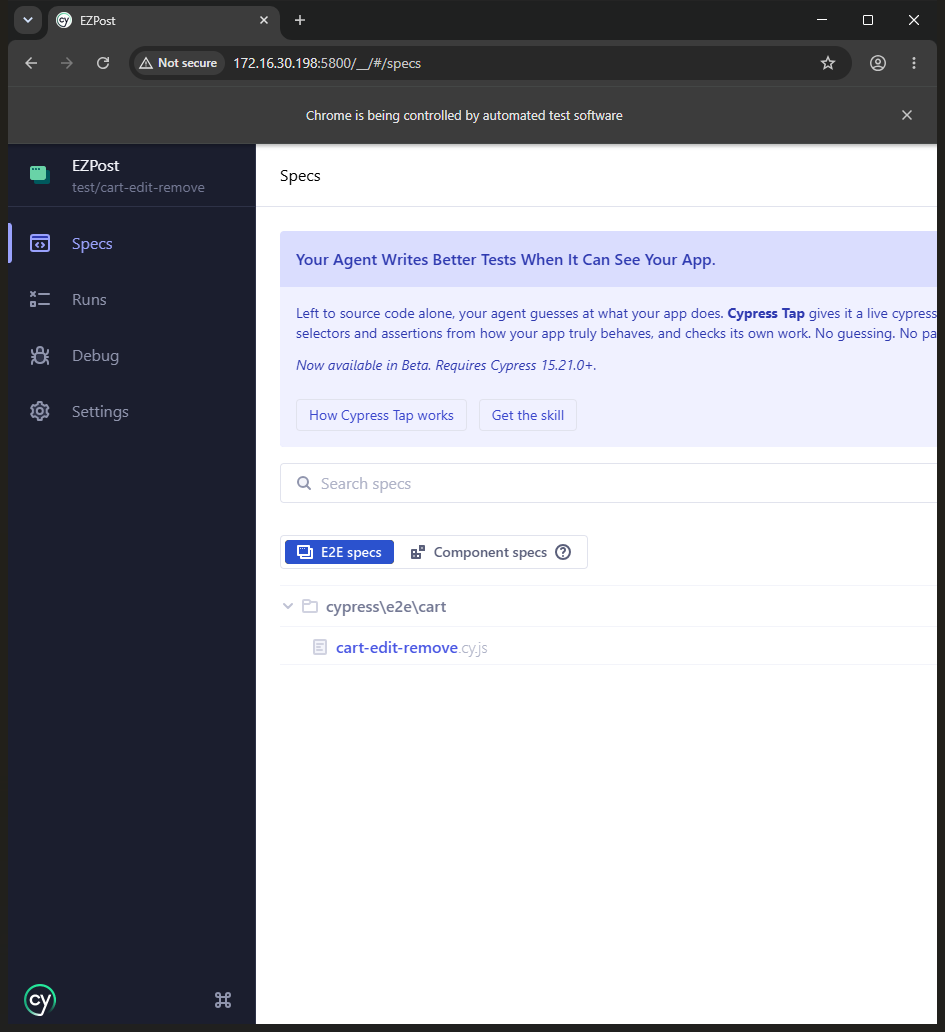 EZPost
Not secure
172.16.30.198:5800/__/#/specs
Chrome is being controlled by automated test software
EZPost
test/cart-edit-remove
Specs
Runs
Debug
Settings
cy
Specs
Your Agent Writes Better Tests When It Can See Your App.
Left to source code alone, your agent guesses at what your app does. Cypress Tap gives it a live cypress
selectors and assertions from how your app truly behaves, and checks its own work. No guessing. No pa
Now available in Beta. Requires Cypress 15.21.0+.
How Cypress Tap works
Get the skill
Search specs
E2E specs
Component specs
cypress\e2e\cart
cart-edit-remove.cy.js